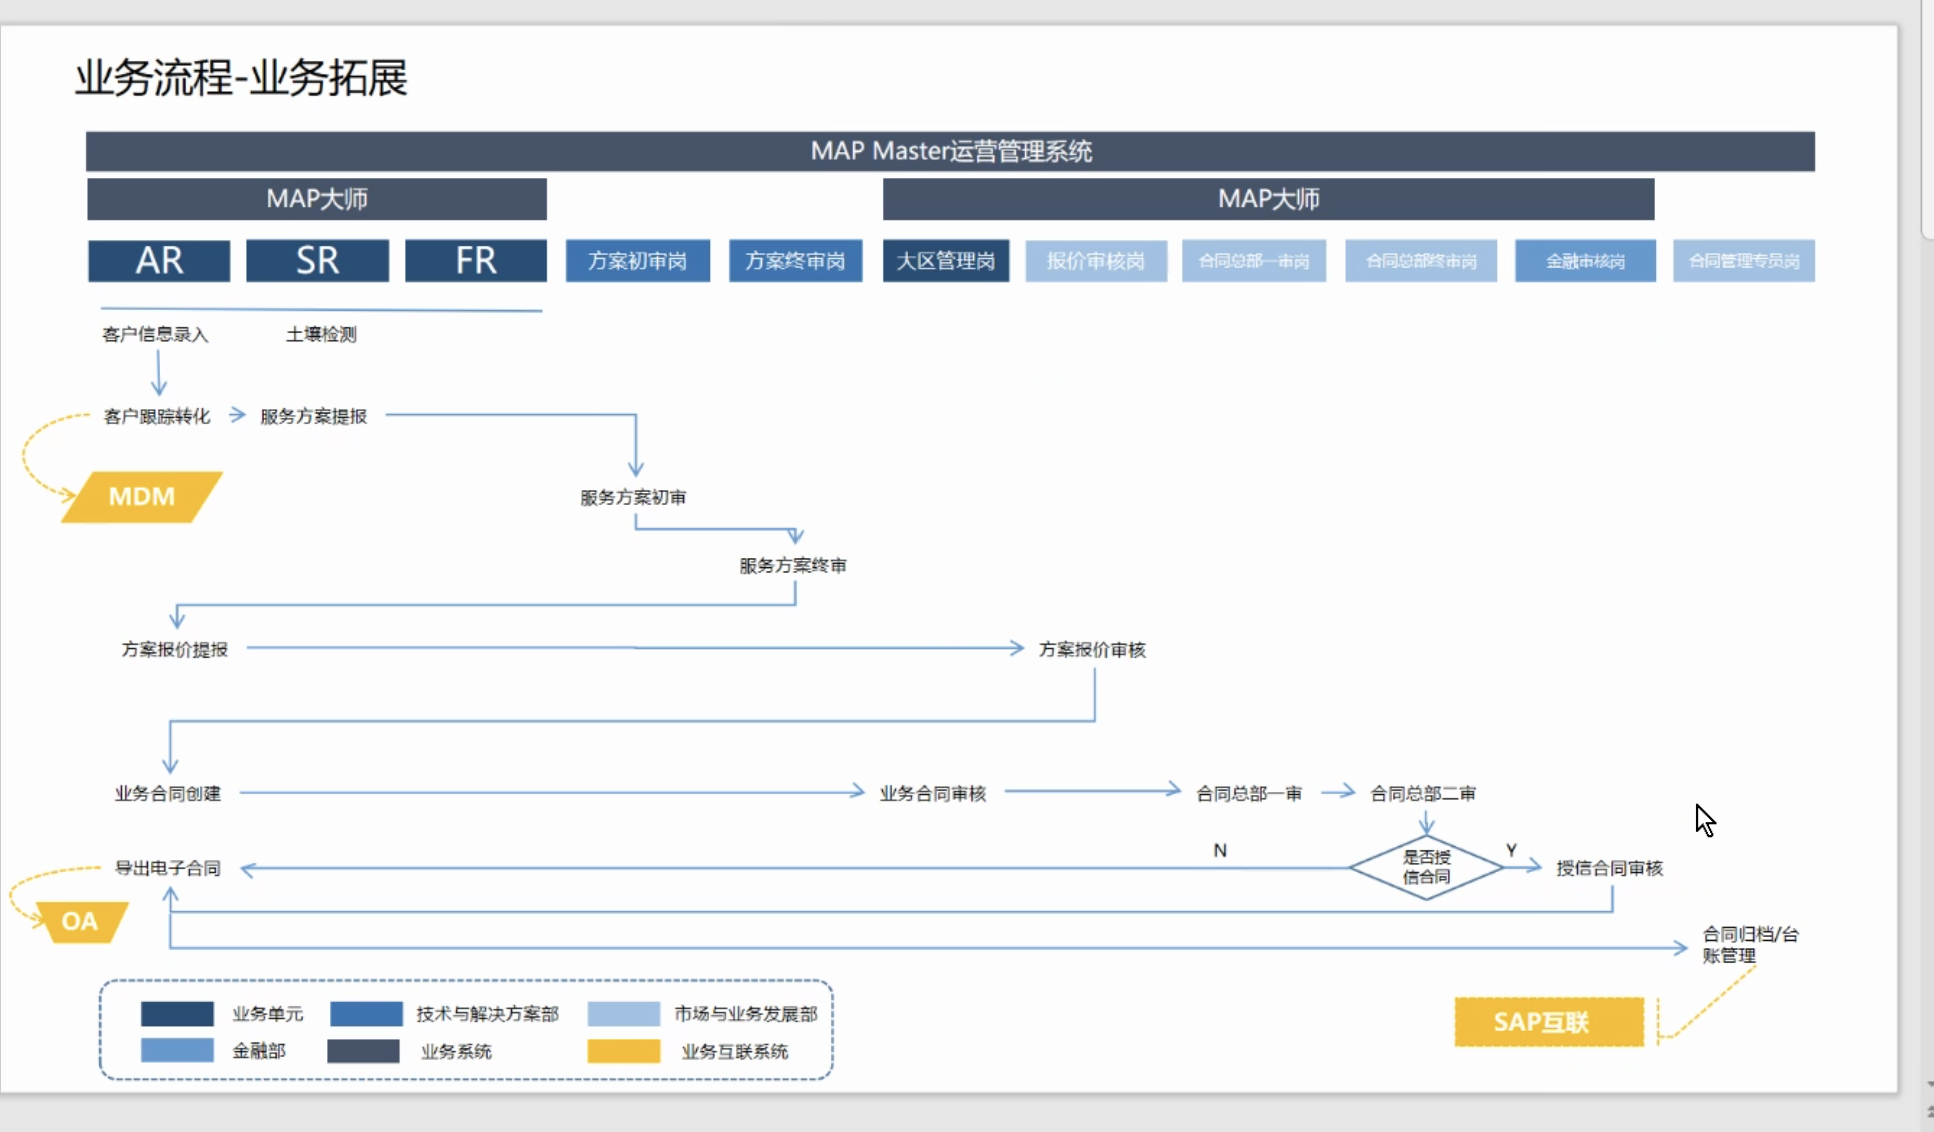 业务流程-业务拓展
MAP Master运营管理系统
MAP大师
MAP大师
AR
SR
FR
方案初审岗
方案终审岗
大区管理岗
报价审核岗
合同总部一审岗
合同总部终审岗
金融审核岗
合同管理专员岗
客户信息录入
土壤检测
客户跟踪转化
服务方案提报
MDM
服务方案初审
服务方案终审
方案报价提报
方案报价审核
业务合同创建
业务合同审核
合同总部一审
合同总部二审
导出电子合同
N
是否授
信合同
Y
授信合同审核
OA
合同归档/台
账管理
业务单元
技术与解决方案部
市场与业务发展部
金融部
业务系统
业务互联系统
SAP互联